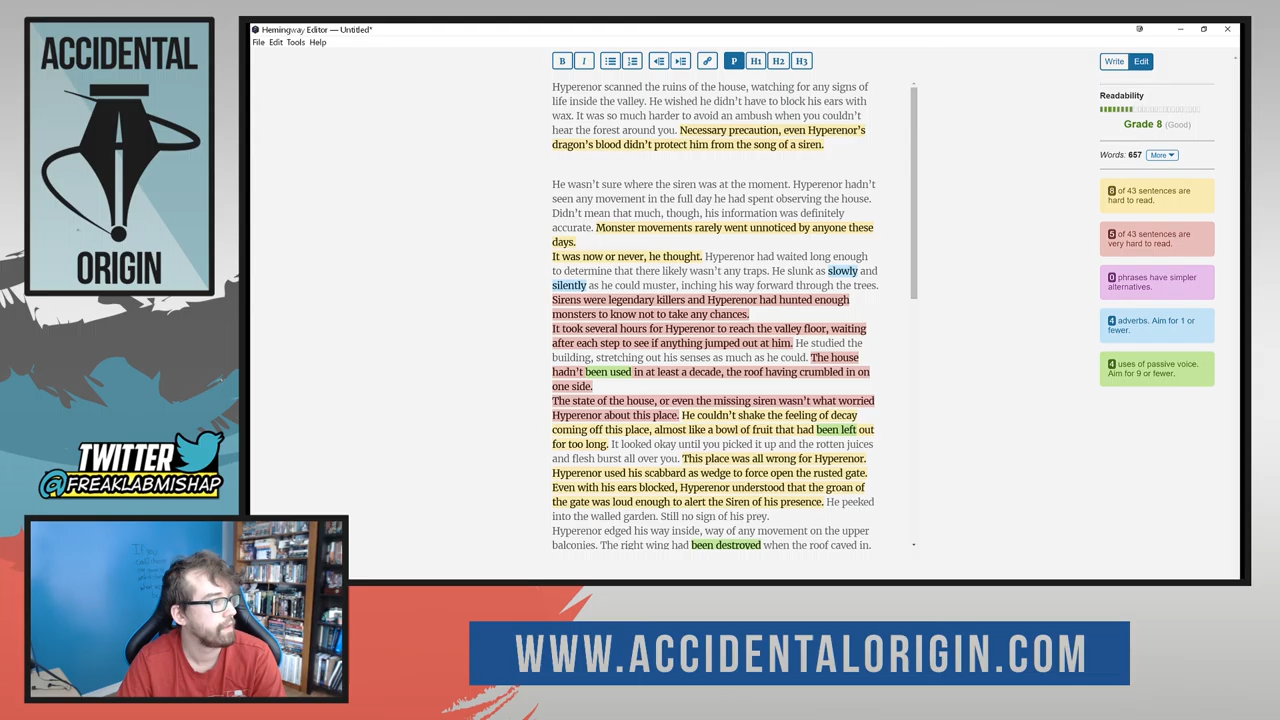 ACCIDENTAL
ORIGIN
TWITTER
@FREAKLABMISHAP
Hemingway Editor — Untitled*
File Edit Tools Help
B I P H1 H2 H3
Hyperenor scanned the ruins of the house, watching for any signs of
life inside the valley. He wished he didn't have to block his ears with
wax. It was so much harder to avoid an ambush when you couldn't
hear the forest around you. Necessary precaution, even Hyperenor's
dragon's blood didn't protect him from the song of a siren.
He wasn't sure where the siren was at the moment. Hyperenor hadn't
seen any movement in the full day he had spent observing the house.
Didn't mean that much, though, his information was definitely
accurate. Monster movements rarely went unnoticed by anyone these
days.
It was now or never, he thought. Hyperenor had waited long enough
to determine that there likely wasn't any traps. He slunk as slowly and
silently as he could muster, inching his way forward through the trees.
Sirens were legendary killers and Hyperenor had hunted enough
monsters to know not to take any chances.
It took several hours for Hyperenor to reach the valley floor, waiting
after each step to see if anything jumped out at him. He studied the
building, stretching out his senses as much as he could. The house
hadn't been used in at least a decade, the roof having crumbled in on
one side.
The state of the house, or even the missing siren wasn't what worried
Hyperenor about this place. He couldn't shake the feeling of decay
coming off this place, almost like a bowl of fruit that had been left out
for too long. It looked okay until you picked it up and the rotten juices
and flesh burst all over you. This place was all wrong for Hyperenor.
Hyperenor used his scabbard as wedge to force open the rusted gate.
Even with his ears blocked, Hyperenor understood that the groan of
the gate was loud enough to alert the Siren of his presence. He peeked
into the walled garden. Still no sign of his prey.
Hyperenor edged his way inside, way of any movement on the upper
balconies. The right wing had been destroyed when the roof caved in.
Write Edit
Readability
Grade 8 (Good)
Words: 657 More
8 of 43 sentences are
hard to read.
5 of 43 sentences are
very hard to read.
0 phrases have simpler
alternatives.
4 adverbs. Aim for 1 or
fewer.
4 uses of passive voice.
Aim for 9 or fewer.
WWW.ACCIDENTALORIGIN.COM